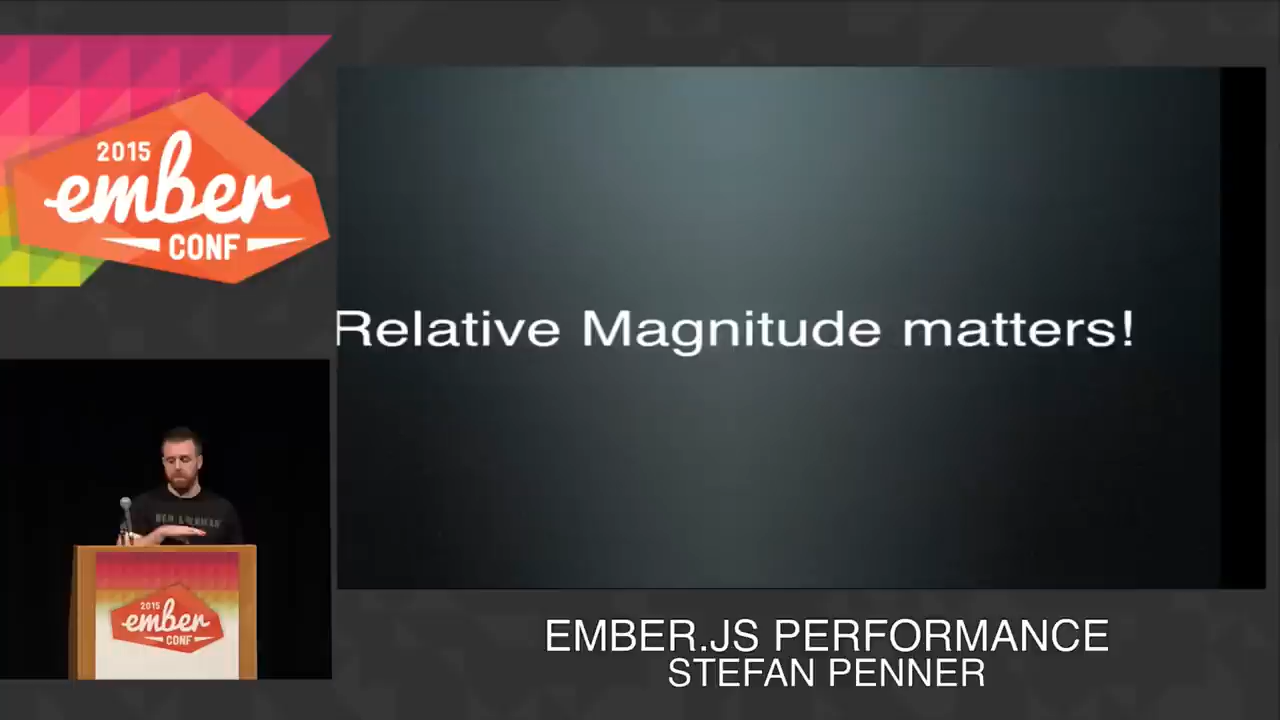 2015
ember
CONF
Relative Magnitude matters!
2015
ember
CONF
EMBER.JS PERFORMANCE
STEFAN PENNER